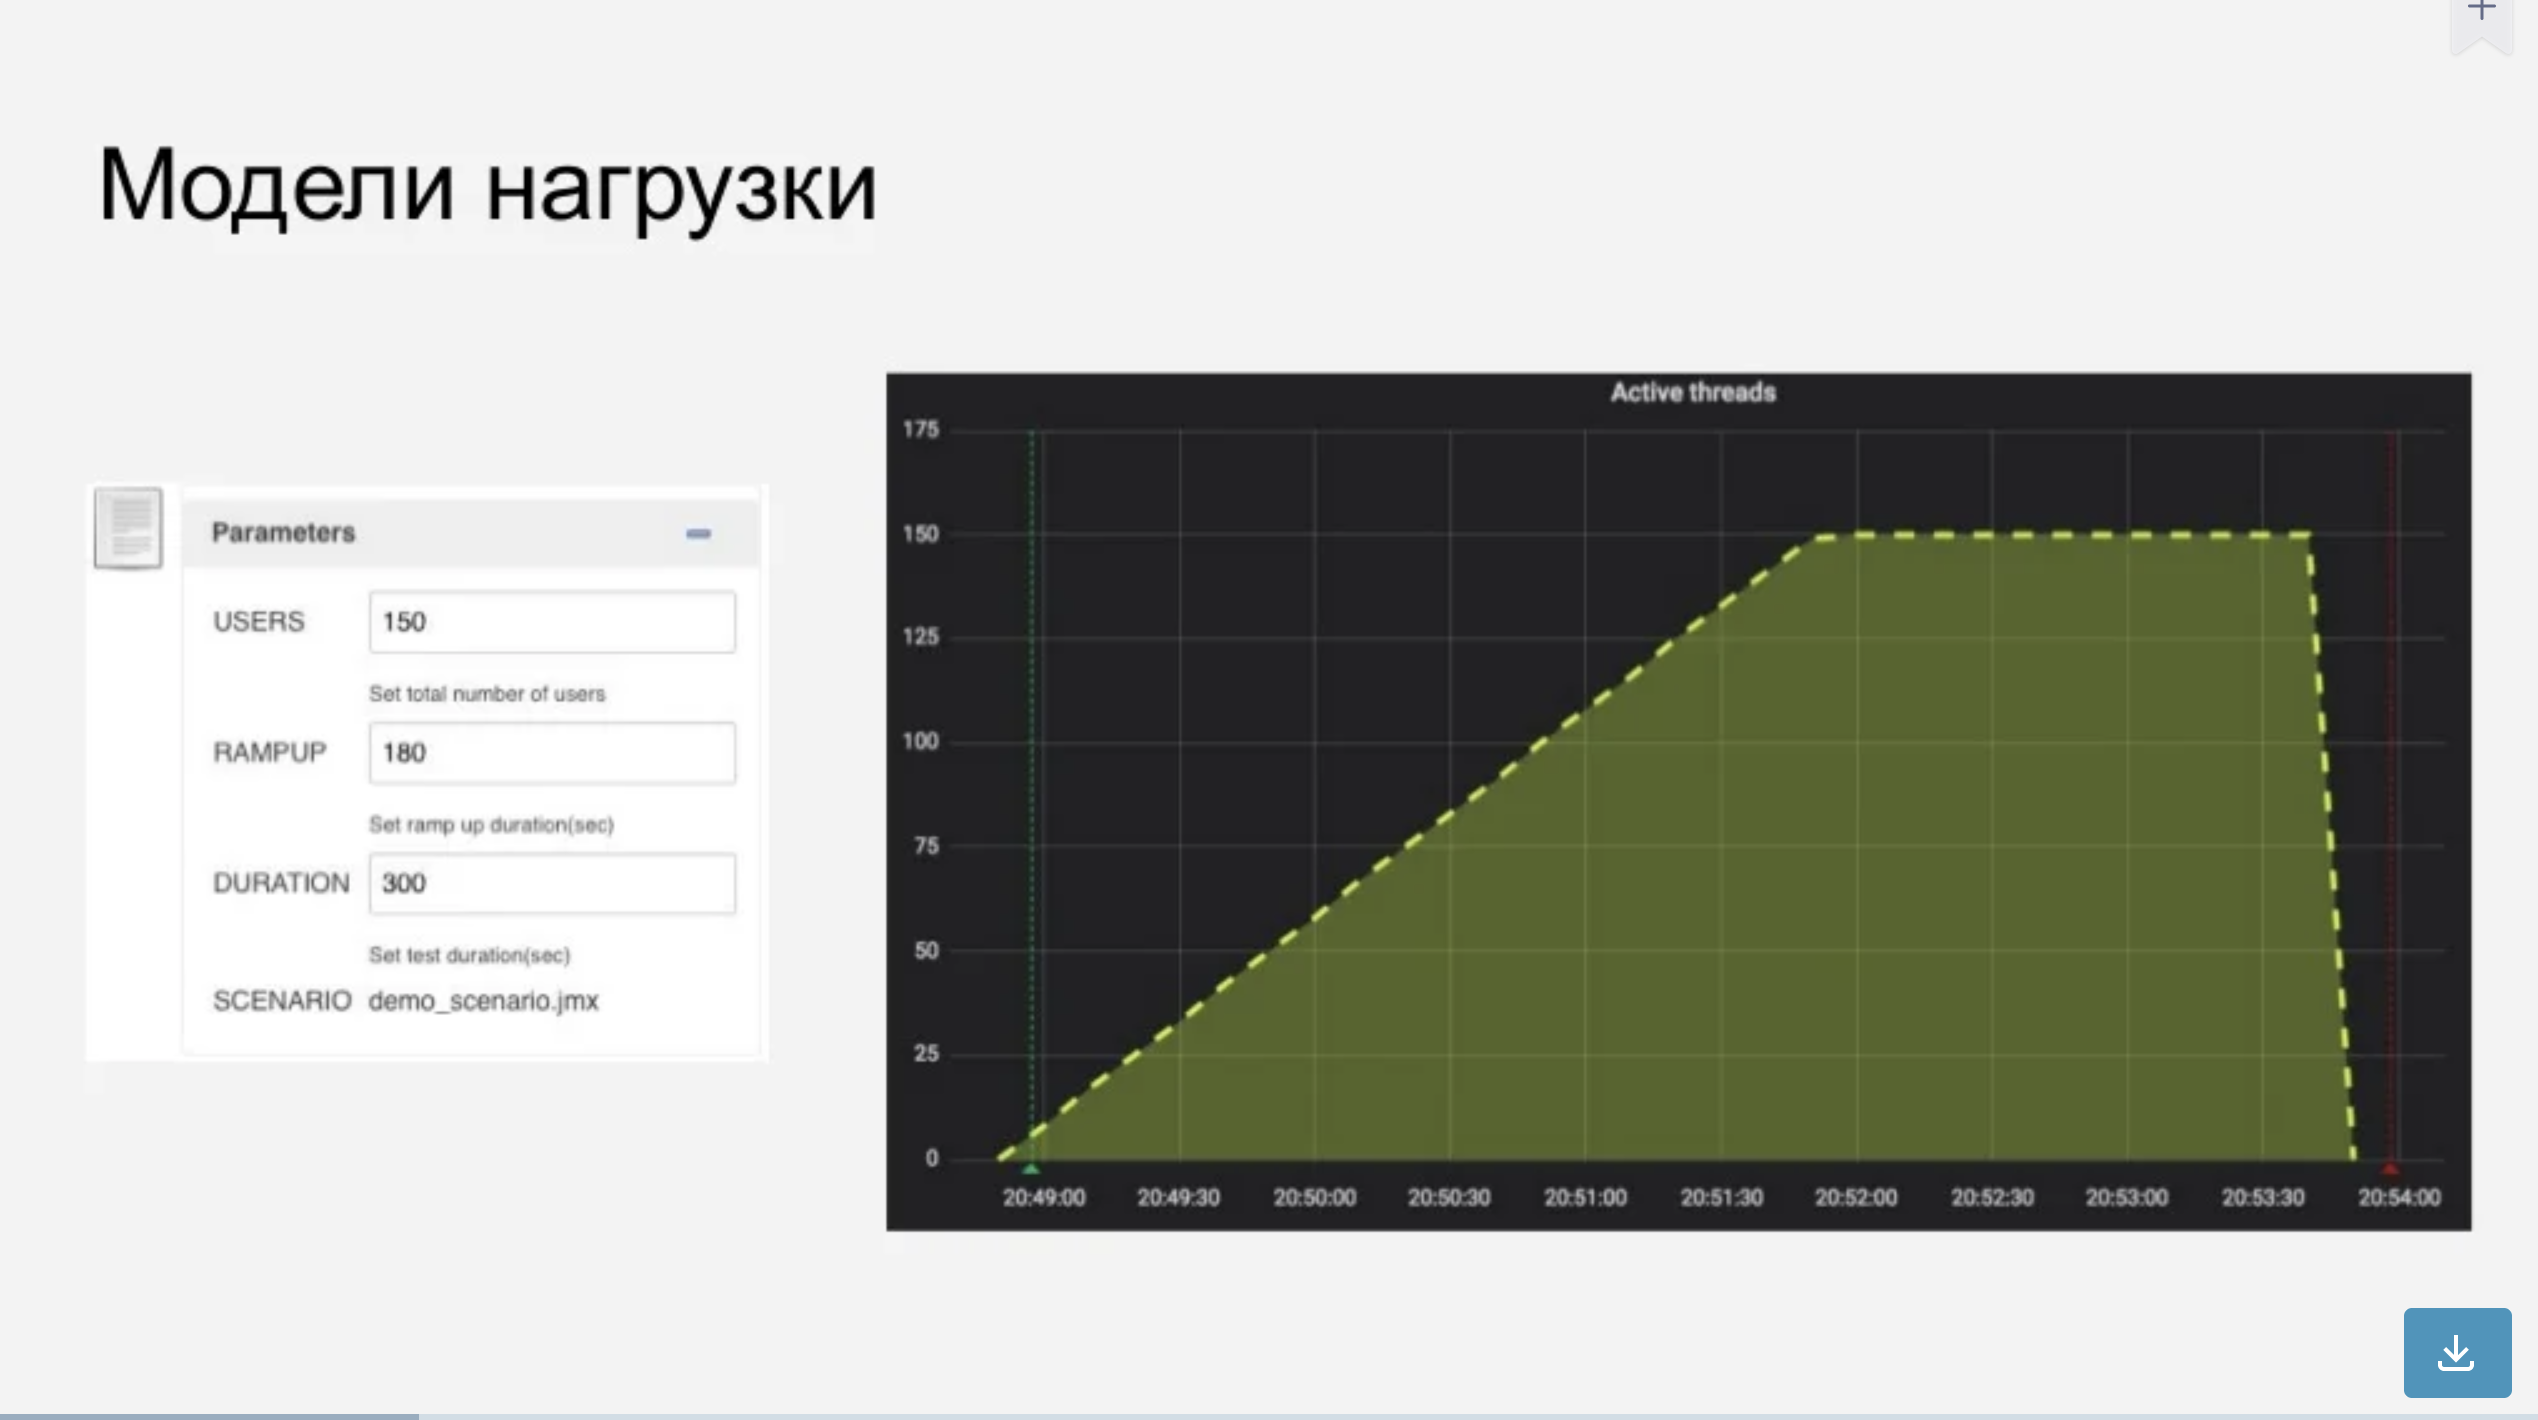 Модели нагрузки
Parameters
USERS 150
Set total number of users
RAMPUP 180
Set ramp up duration(sec)
DURATION 300
Set test duration(sec)
SCENARIO demo_scenario.jmx
Active threads
175
150
125
100
75
50
25
0
20:49:00 20:49:30 20:50:00 20:50:30 20:51:00 20:51:30 20:52:00 20:52:30 20:53:00 20:53:30 20:54:00